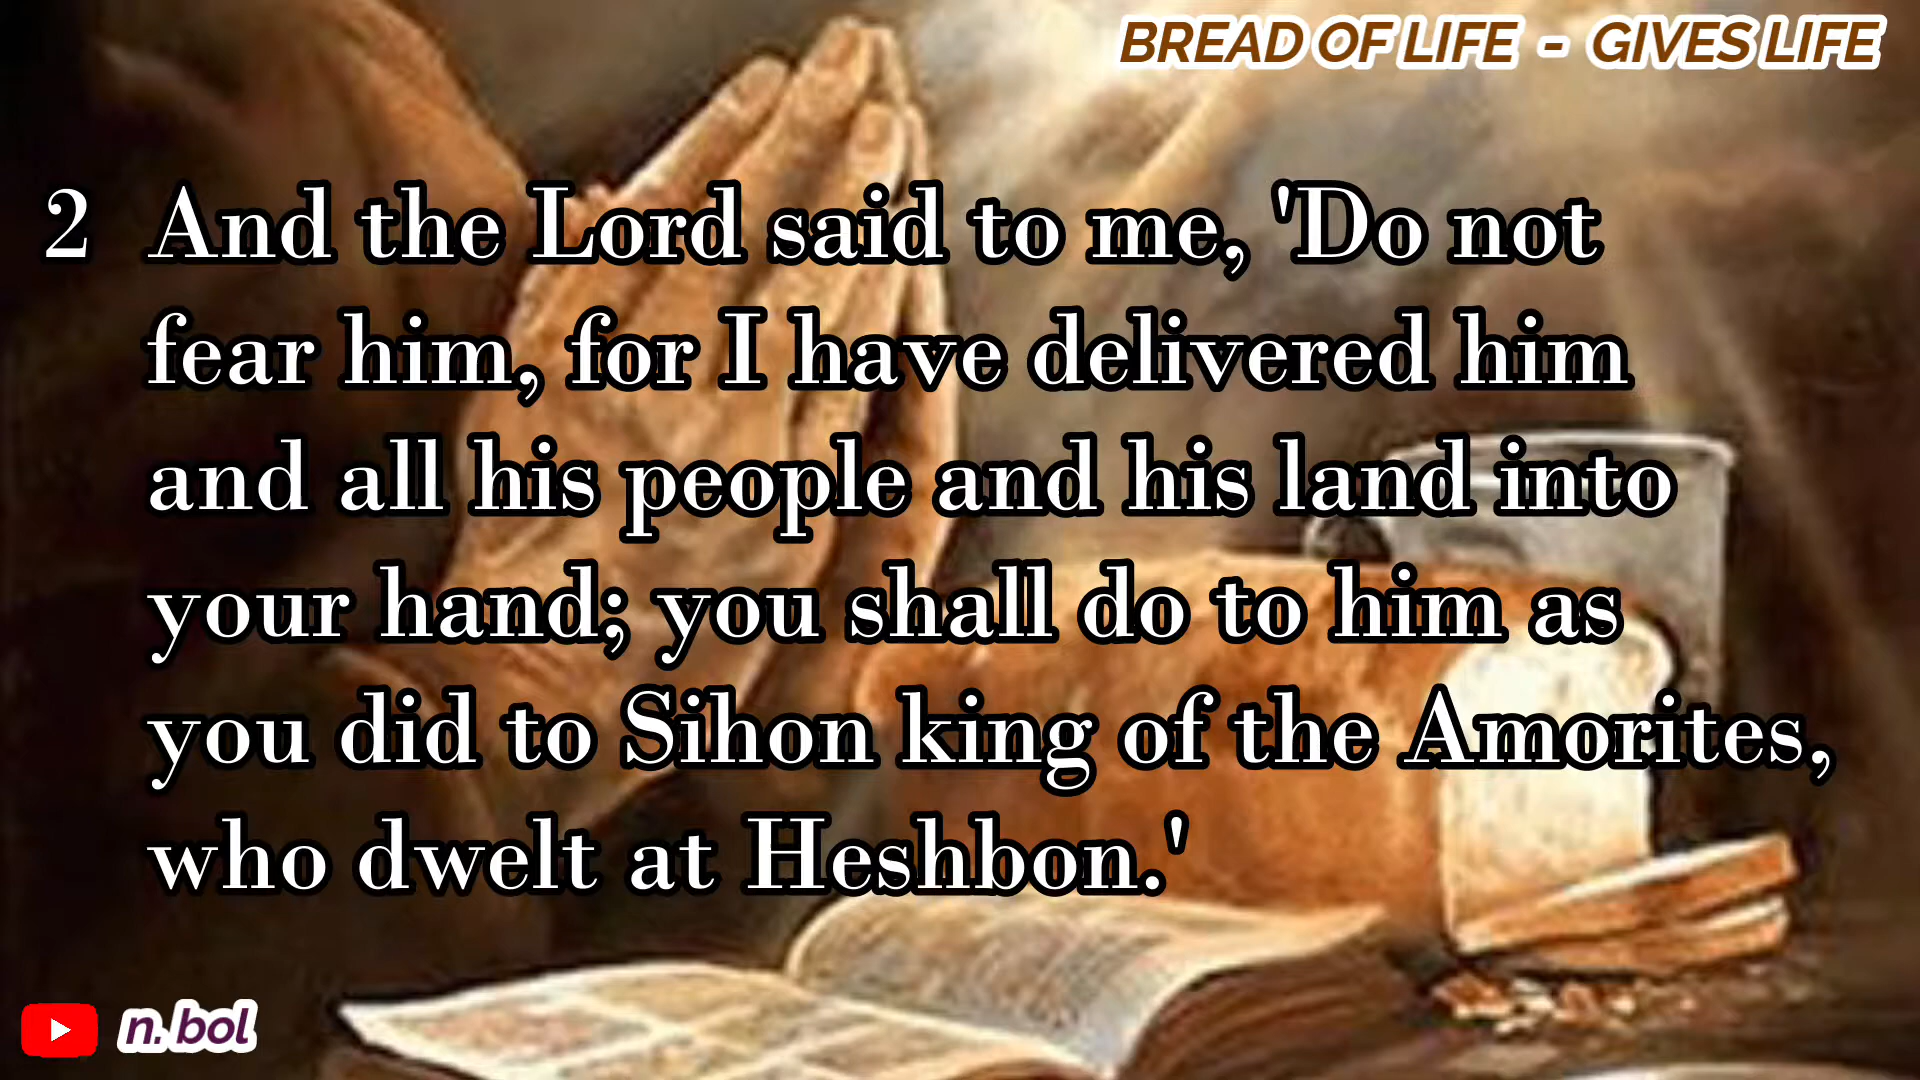 BREAD OF LIFE - GIVES LIFE
2 And the Lord said to me, 'Do not
fear him, for I have delivered him
and all his people and his land into
your hand; you shall do to him as
you did to Sihon king of the Amorites,
who dwelt at Heshbon.'
n. bol